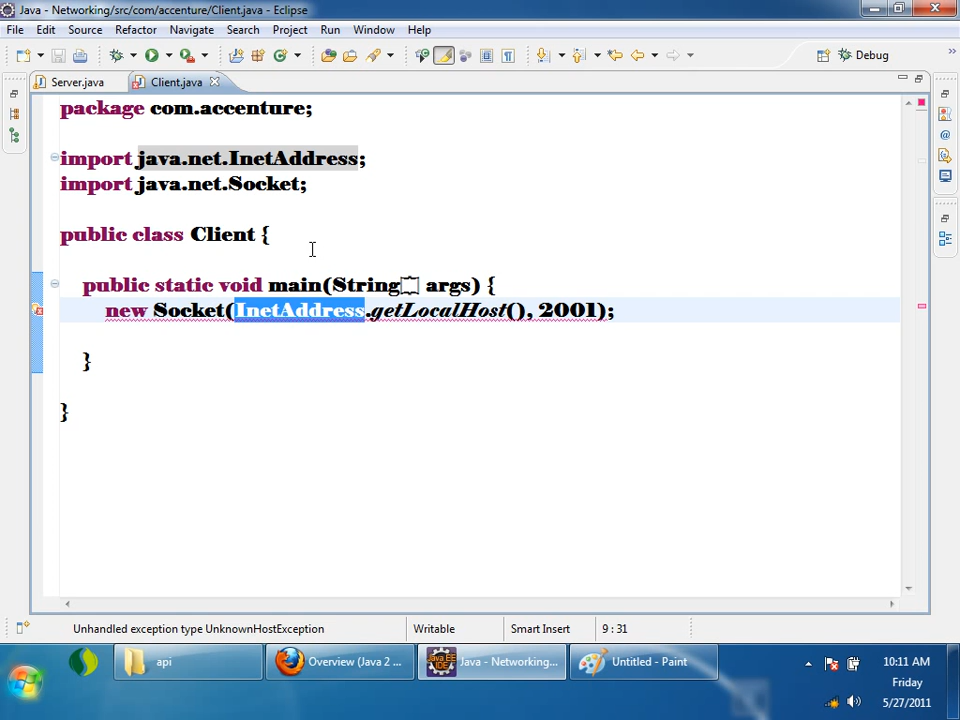 Java - Networking/src/com/accenture/Client.java - Eclipse
File Edit Source Refactor Navigate Search Project Run Window Help
Debug
Server.java Client.java
package com.accenture;
import java.net.InetAddress;
import java.net.Socket;
public class Client {
public static void main(String[] args) {
new Socket(InetAddress.getLocalHost(), 2001);
}
}
Unhandled exception type UnknownHostException Writable Smart Insert 9 : 31
api Overview (Java 2 ... Java - Networking... Untitled - Paint 10:11 AM
Friday
5/27/2011